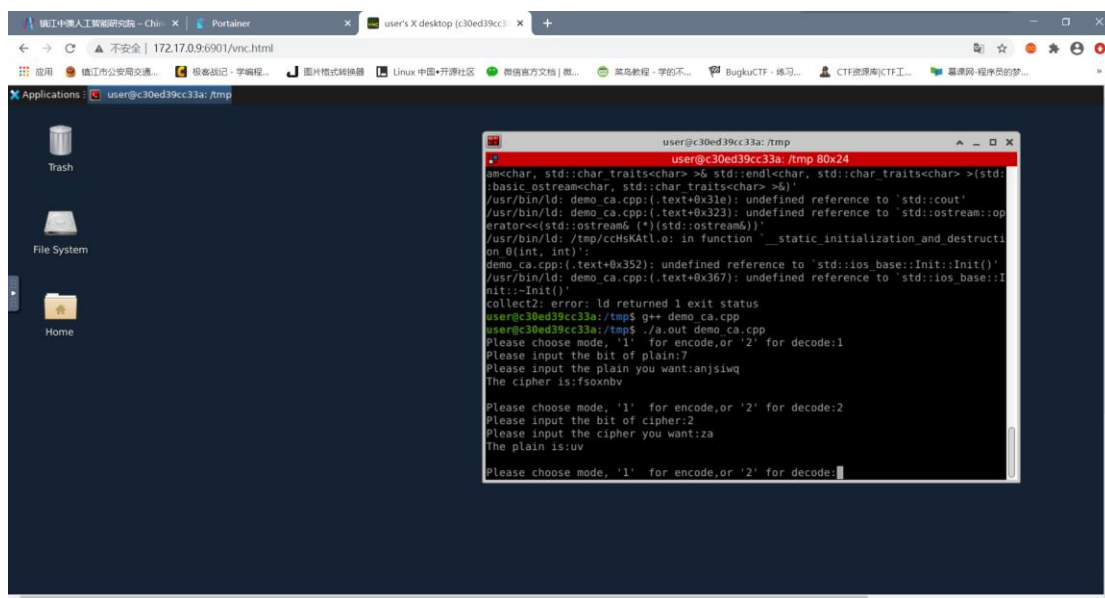 镇江中澳人工智能研究院 – Chin
Portainer
user's X desktop (c30ed39cc3
不安全 | 172.17.0.9:6901/vnc.html
应用
镇江市公安局交通...
极客战记 - 学编程...
图片格式转换器
Linux 中国◆开源社区
微信官方文档 | 微...
菜鸟教程 - 学的不...
BugkuCTF - 练习...
CTF资源库|CTF工...
慕课网-程序员的梦...
Applications
user@c30ed39cc33a: /tmp
Trash
File System
Home
user@c30ed39cc33a: /tmp
user@c30ed39cc33a: /tmp 80x24
am<char, std::char_traits<char> >& std::endl<char, std::char_traits<char> >(std:
:basic_ostream<char, std::char_traits<char> >&)'
/usr/bin/ld: demo_ca.cpp:(.text+0x31e): undefined reference to `std::cout'
/usr/bin/ld: demo_ca.cpp:(.text+0x323): undefined reference to `std::ostream::op
erator<<(std::ostream& (*)(std::ostream&))'
/usr/bin/ld: /tmp/ccHsKAtl.o: in function `__static_initialization_and_destructi
on_0(int, int)':
demo_ca.cpp:(.text+0x352): undefined reference to `std::ios_base::Init::Init()'
/usr/bin/ld: demo_ca.cpp:(.text+0x367): undefined reference to `std::ios_base::I
nit::~Init()'
collect2: error: ld returned 1 exit status
user@c30ed39cc33a:/tmp$ g++ demo_ca.cpp
user@c30ed39cc33a:/tmp$ ./a.out demo_ca.cpp
Please choose mode, '1'  for encode,or '2' for decode:1
Please input the bit of plain:7
Please input the plain you want:anjsiwq
The cipher is:fsoxnbv
Please choose mode, '1'  for encode,or '2' for decode:2
Please input the bit of cipher:2
Please input the cipher you want:za
The plain is:uv
Please choose mode, '1'  for encode,or '2' for decode: